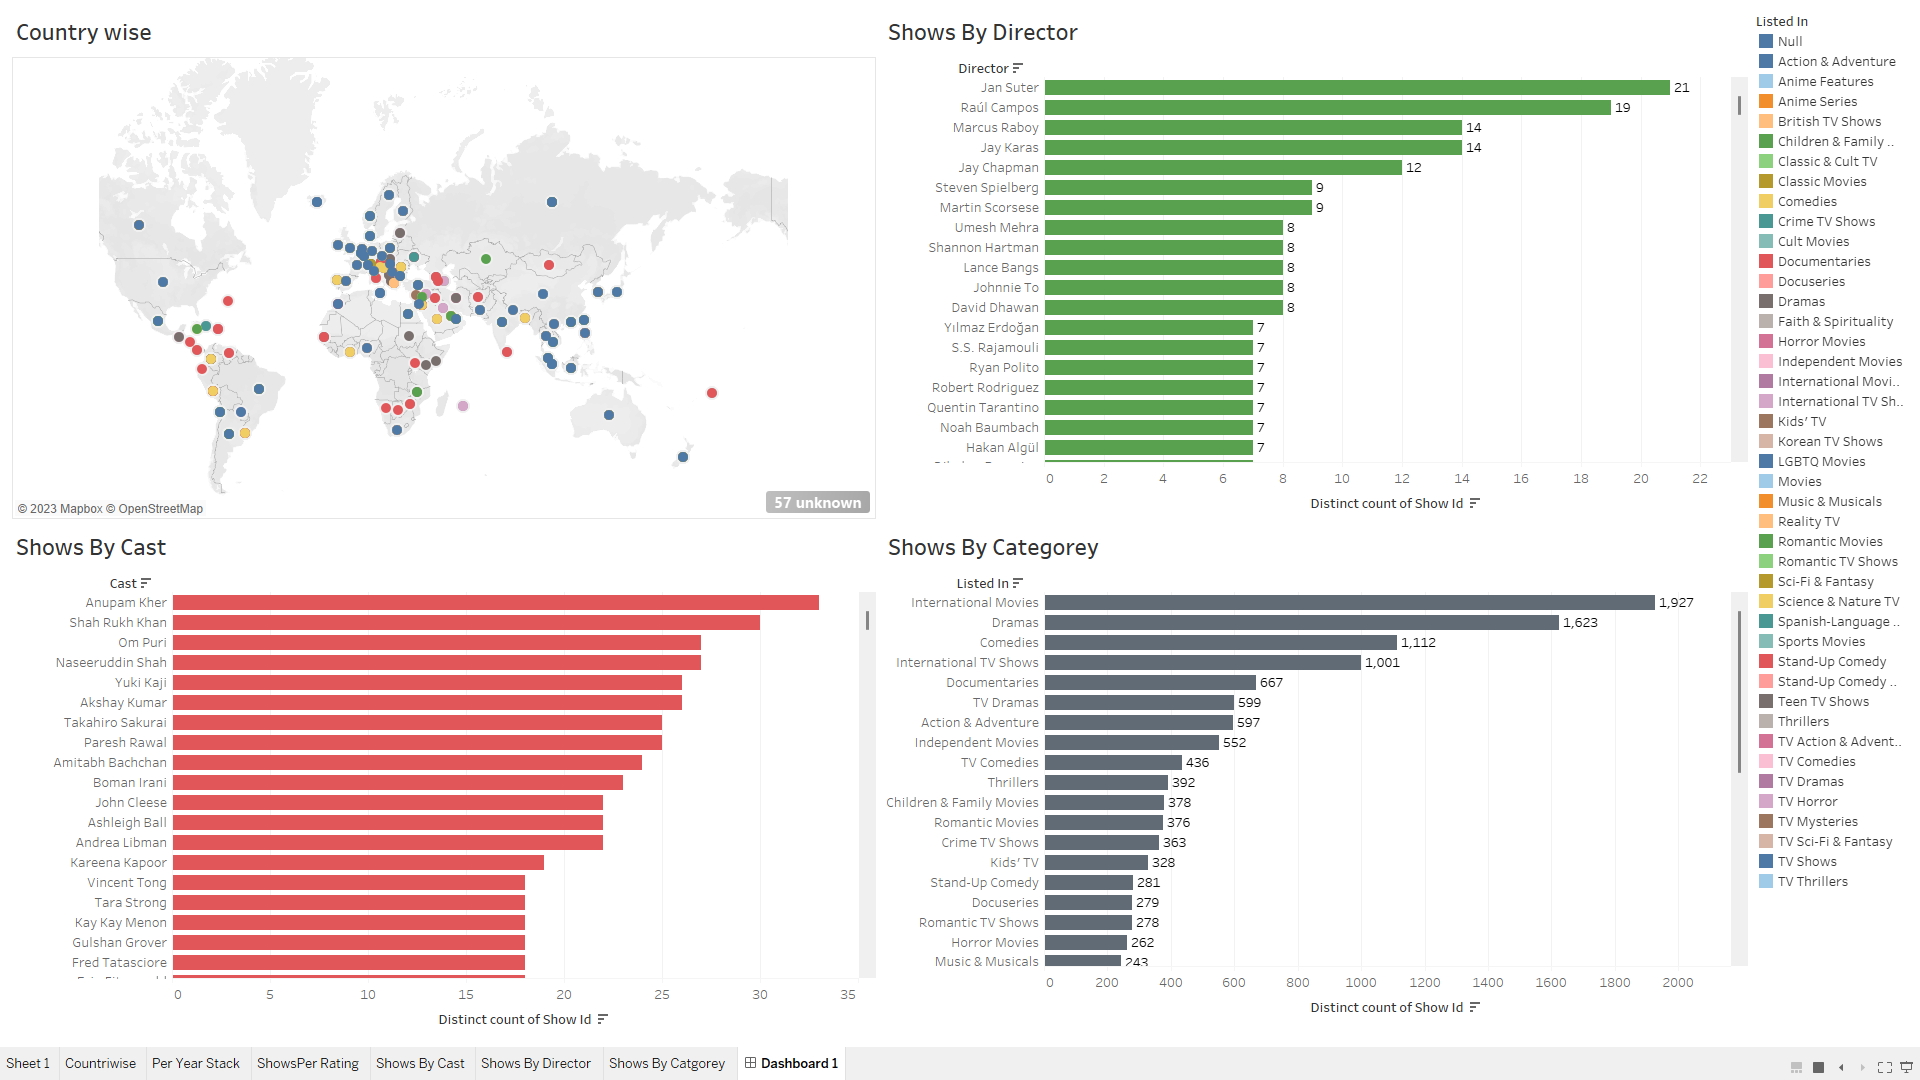 Country wise
© 2023 Mapbox © OpenStreetMap
57 unknown
Shows By Director
Director
Jan Suter 21
Raúl Campos 19
Marcus Raboy 14
Jay Karas 14
Jay Chapman 12
Steven Spielberg 9
Martin Scorsese 9
Umesh Mehra 8
Shannon Hartman 8
Lance Bangs 8
Johnnie To 8
David Dhawan 8
Yılmaz Erdoğan 7
S.S. Rajamouli 7
Ryan Polito 7
Robert Rodriguez 7
Quentin Tarantino 7
Noah Baumbach 7
Hakan Algül 7
0 2 4 6 8 10 12 14 16 18 20 22
Distinct count of Show Id
Shows By Cast
Cast
Anupam Kher
Shah Rukh Khan
Om Puri
Naseeruddin Shah
Yuki Kaji
Akshay Kumar
Takahiro Sakurai
Paresh Rawal
Amitabh Bachchan
Boman Irani
John Cleese
Ashleigh Ball
Andrea Libman
Kareena Kapoor
Vincent Tong
Tara Strong
Kay Kay Menon
Gulshan Grover
Fred Tatasciore
0 5 10 15 20 25 30 35
Distinct count of Show Id
Shows By Categorey
Listed In
International Movies 1,927
Dramas 1,623
Comedies 1,112
International TV Shows 1,001
Documentaries 667
TV Dramas 599
Action & Adventure 597
Independent Movies 552
TV Comedies 436
Thrillers 392
Children & Family Movies 378
Romantic Movies 376
Crime TV Shows 363
Kids' TV 328
Stand-Up Comedy 281
Docuseries 279
Romantic TV Shows 278
Horror Movies 262
Music & Musicals 243
0 200 400 600 800 1000 1200 1400 1600 1800 2000
Distinct count of Show Id
Listed In
Null
Action & Adventure
Anime Features
Anime Series
British TV Shows
Children & Family ..
Classic & Cult TV
Classic Movies
Comedies
Crime TV Shows
Cult Movies
Documentaries
Docuseries
Dramas
Faith & Spirituality
Horror Movies
Independent Movies
International Movi..
International TV Sh..
Kids' TV
Korean TV Shows
LGBTQ Movies
Movies
Music & Musicals
Reality TV
Romantic Movies
Romantic TV Shows
Sci-Fi & Fantasy
Science & Nature TV
Spanish-Language ..
Sports Movies
Stand-Up Comedy
Stand-Up Comedy ..
Teen TV Shows
Thrillers
TV Action & Advent..
TV Comedies
TV Dramas
TV Horror
TV Mysteries
TV Sci-Fi & Fantasy
TV Shows
TV Thrillers
Sheet 1 Countriwise Per Year Stack ShowsPer Rating Shows By Cast Shows By Director Shows By Catgorey Dashboard 1